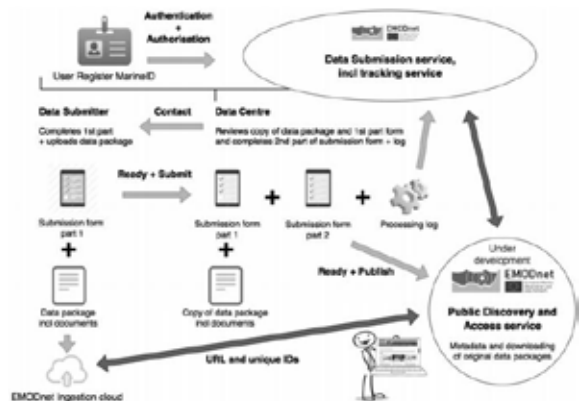 Authentication
+
Authorisation
User Register MarineID
EMODnet
Data Submission service,
incl tracking service
Data Submitter
Contact
Data Centre
Completes 1st part
+ uploads data package
Reviews copy of data package and 1st part form
and completes 2nd part of submission form + log
Ready + Submit
+
+
Submission form
part 1
Submission form
part 1
Submission form
part 2
Processing log
+
+
Ready + Publish
Under
development
EMODnet
Data package
incl documents
Copy of data package
incl documents
Public Discovery and
Access service
Metadata and downloading
of original data packages
URL and unique IDs
EMODnet ingestion cloud